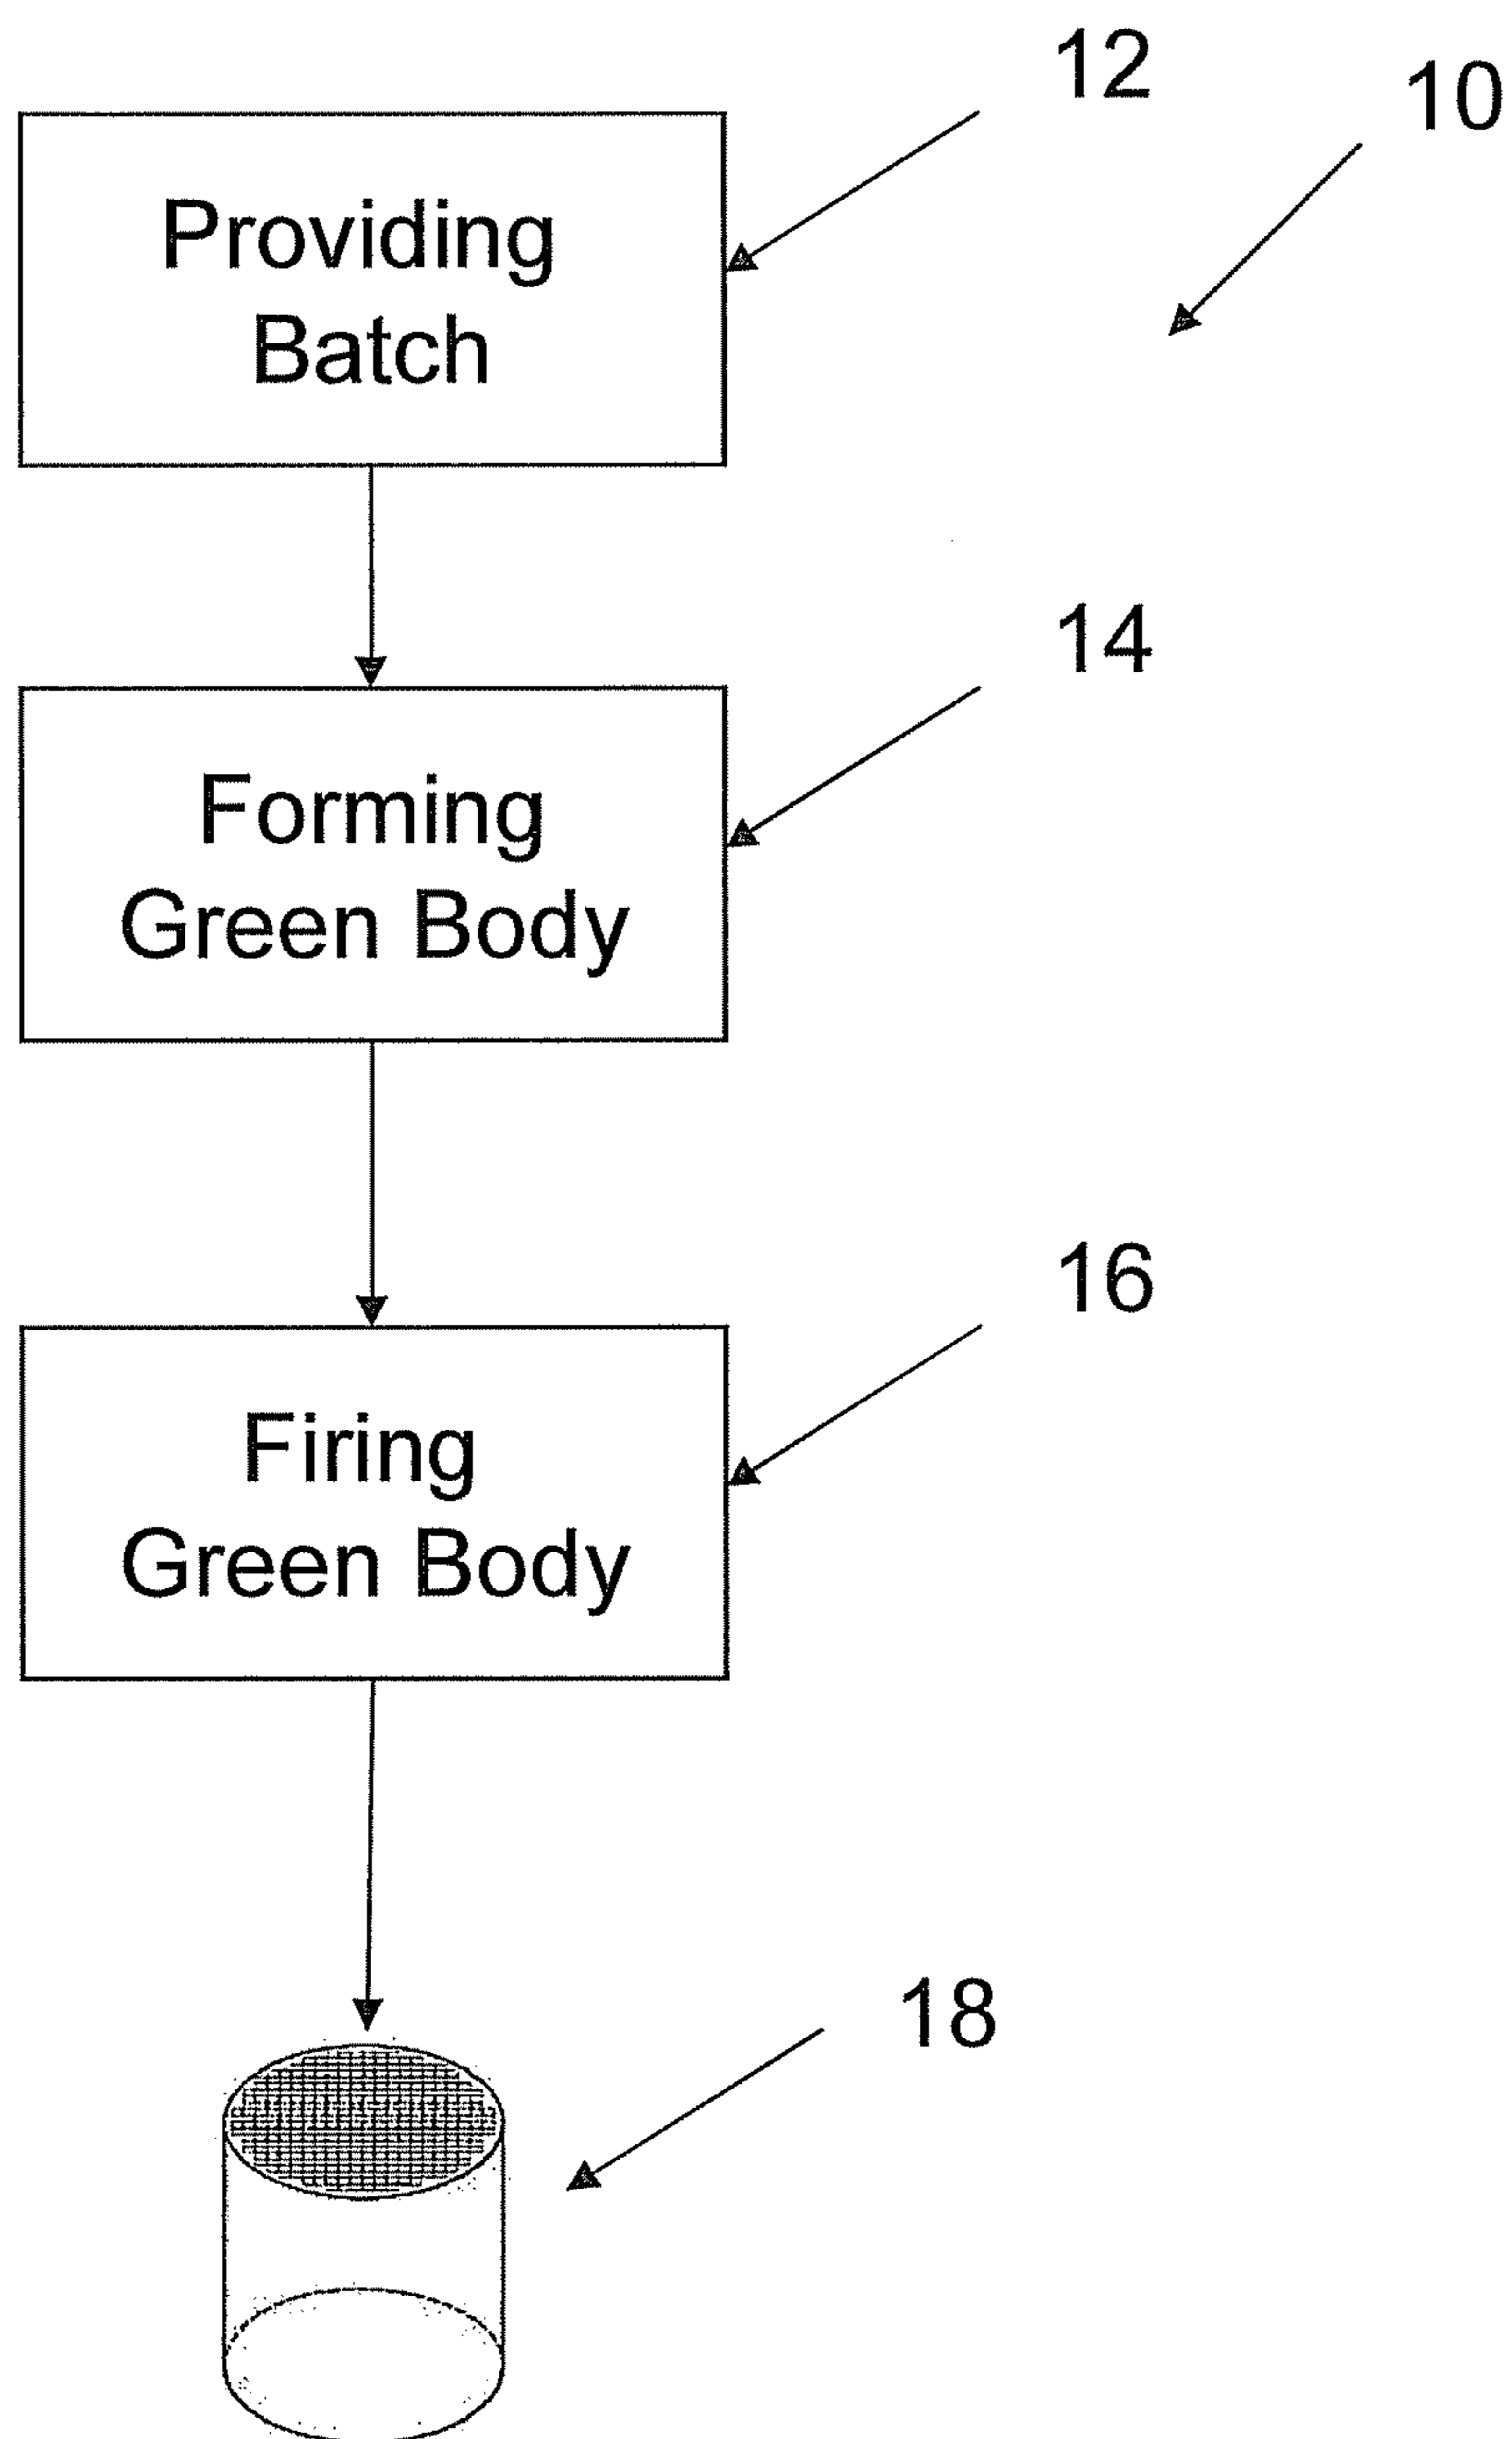 12
10
Providing
Batch
14
Forming
Green Body
16
Firing
Green Body
18